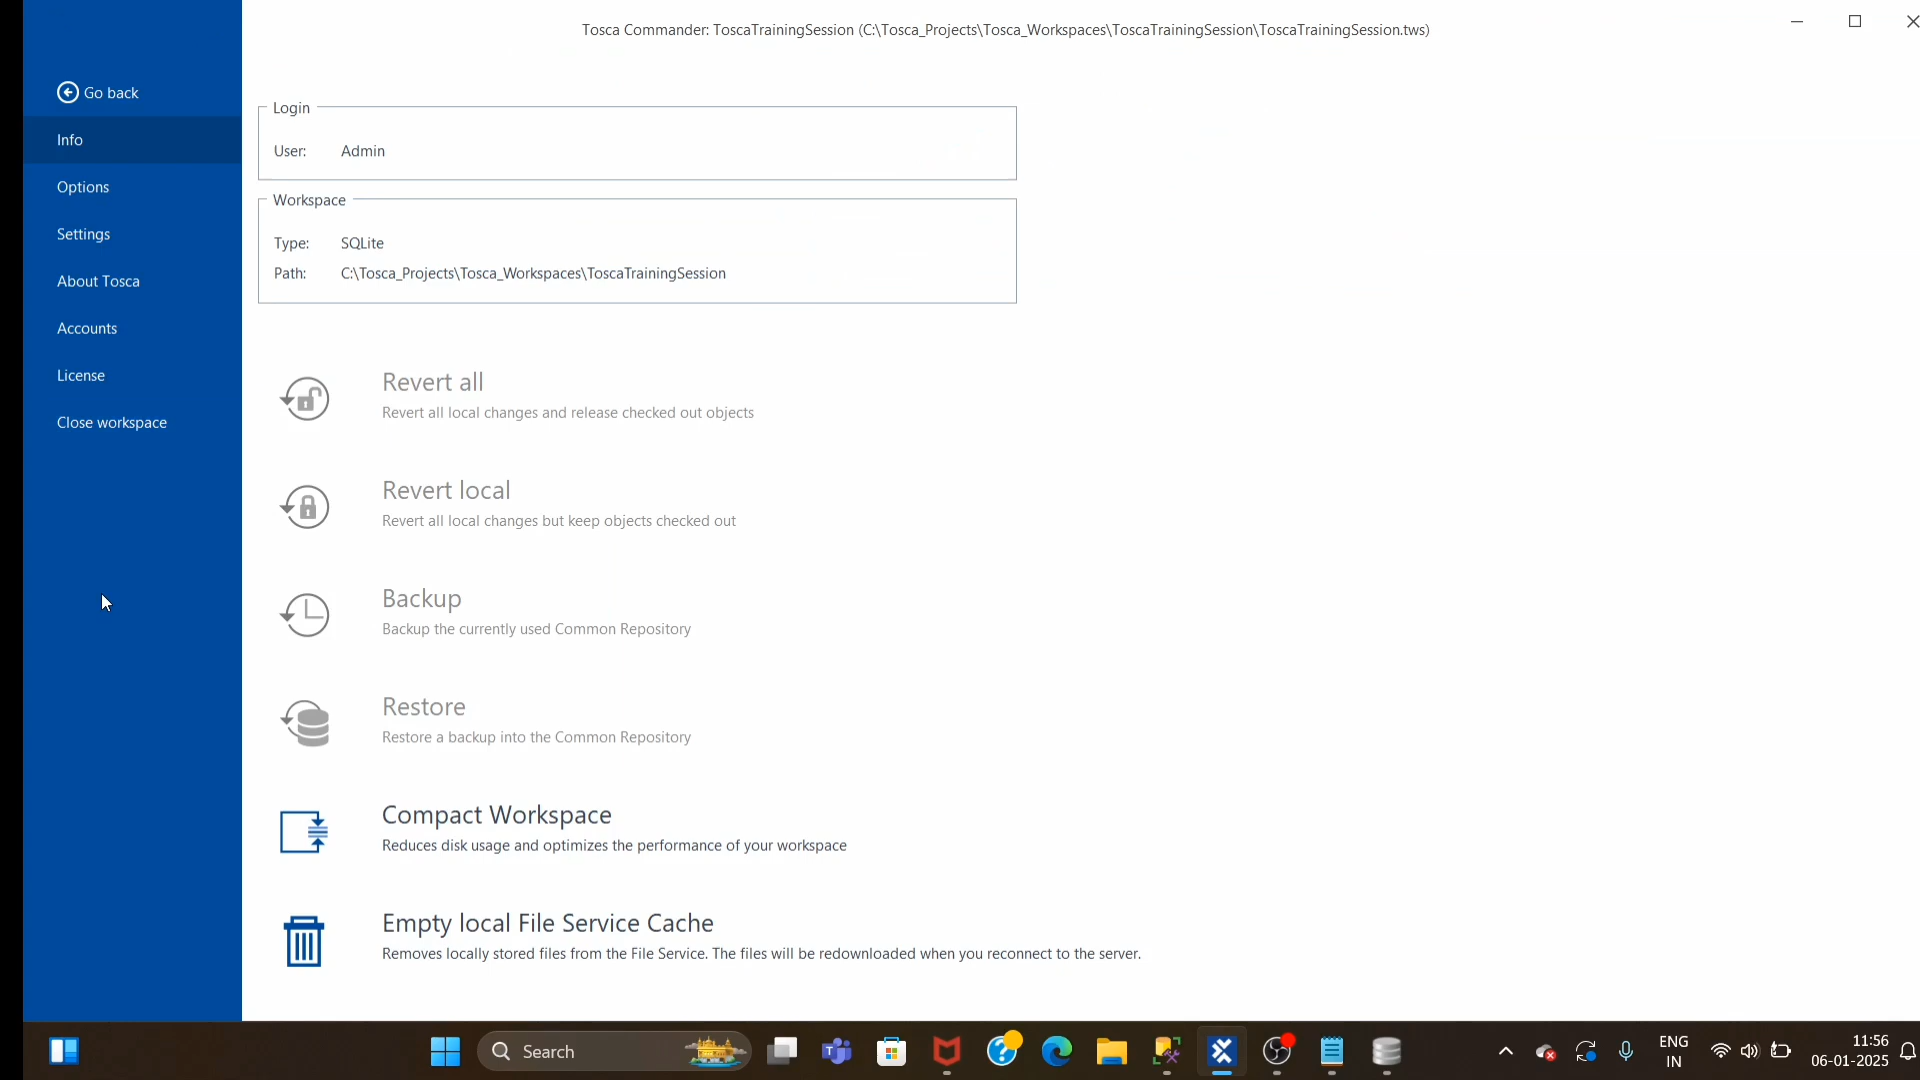 Tosca Commander: ToscaTrainingSession (C:\Tosca_Projects\Tosca_Workspaces\ToscaTrainingSession\ToscaTrainingSession.tws)
Go back
Info
Options
Settings
About Tosca
Accounts
License
Close workspace
Login
User: Admin
Workspace
Type: SQLite
Path: C:\Tosca_Projects\Tosca_Workspaces\ToscaTrainingSession
Revert all
Revert all local changes and release checked out objects
Revert local
Revert all local changes but keep objects checked out
Backup
Backup the currently used Common Repository
Restore
Restore a backup into the Common Repository
Compact Workspace
Reduces disk usage and optimizes the performance of your workspace
Empty local File Service Cache
Removes locally stored files from the File Service. The files will be redownloaded when you reconnect to the server.
Search
ENG
IN
11:56
06-01-2025